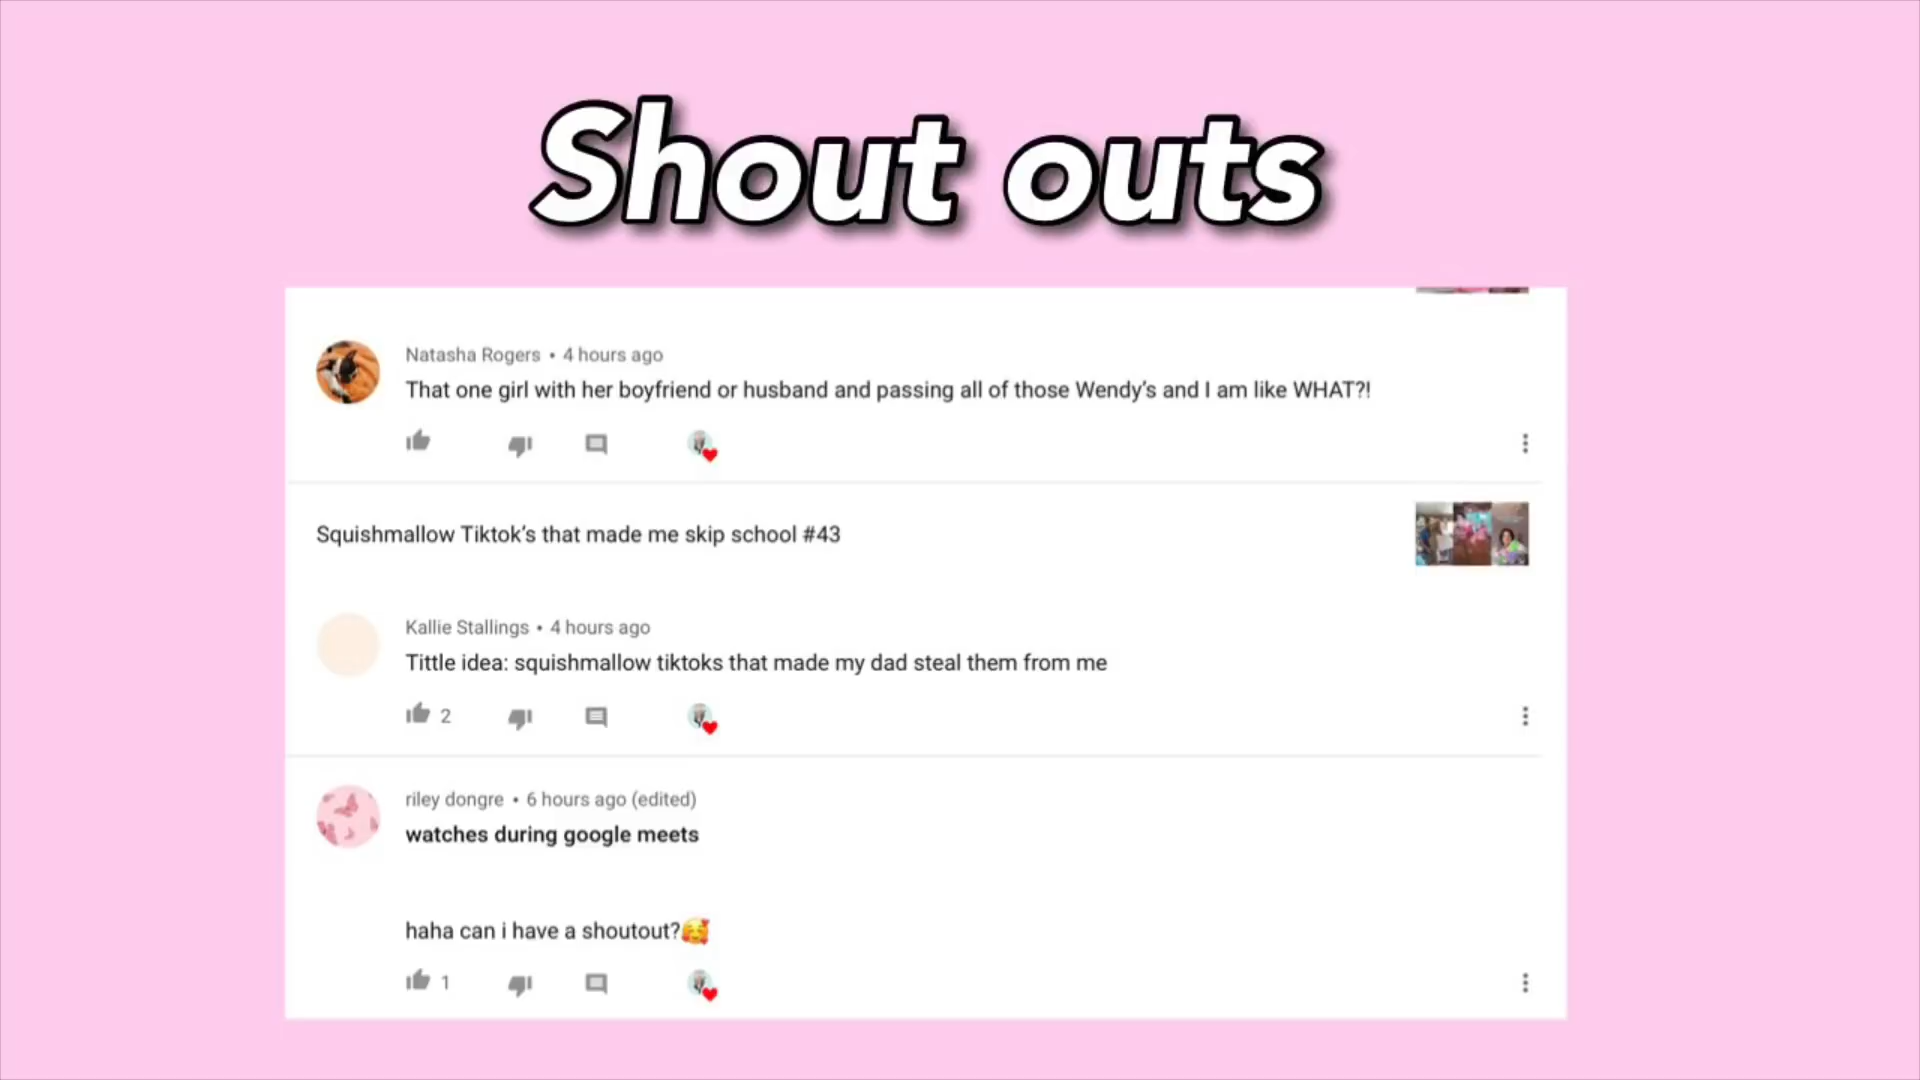 Shout outs
Natasha Rogers • 4 hours ago
That one girl with her boyfriend or husband and passing all of those Wendy's and I am like WHAT?!
Squishmallow Tiktok's that made me skip school #43
Kallie Stallings • 4 hours ago
Tittle idea: squishmallow tiktoks that made my dad steal them from me
2
riley dongre • 6 hours ago (edited)
watches during google meets
haha can i have a shoutout?🥰
1